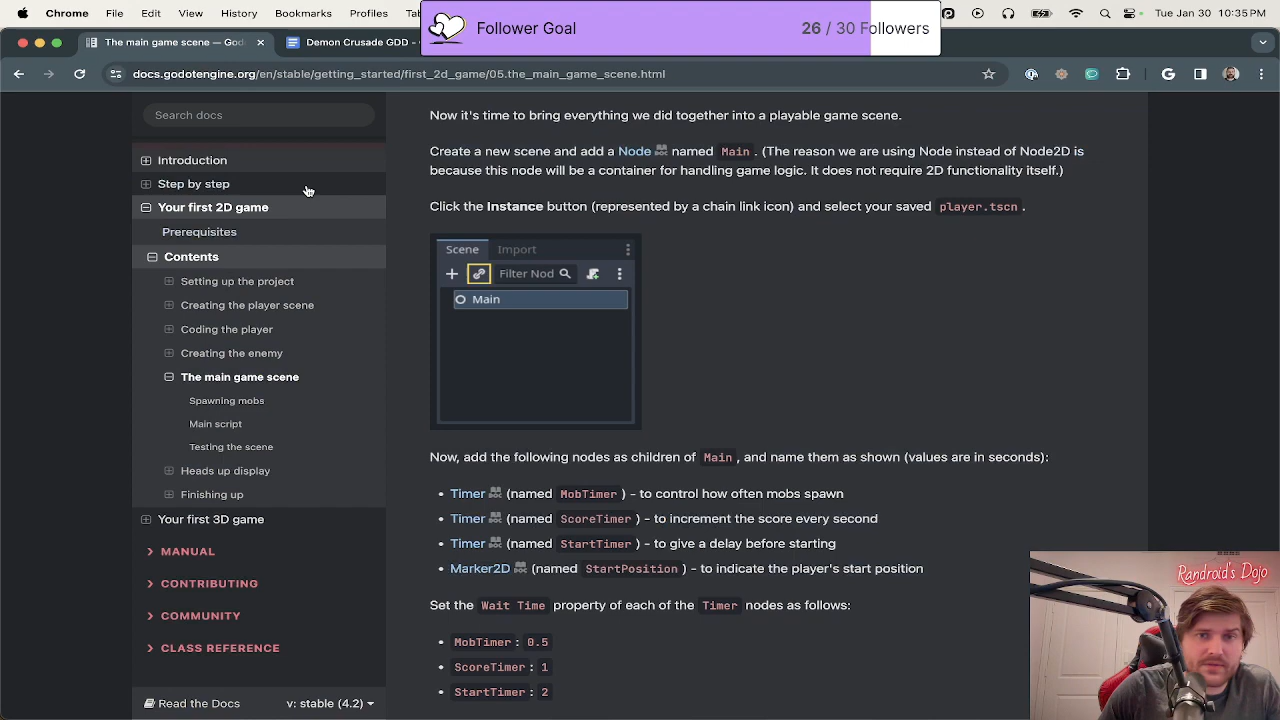 Chrome
File
Edit
View
History
Bookmarks
Profiles
Follower Goal
26 / 30 Followers
Mon Jan 1 10:35 PM
The main game scene — God
Demon Crusade GDD -
docs.godotengine.org/en/stable/getting_started/first_2d_game/05.the_main_game_scene.html
Search docs
Introduction
Step by step
Your first 2D game
Prerequisites
Contents
Setting up the project
Creating the player scene
Coding the player
Creating the enemy
The main game scene
Spawning mobs
Main script
Testing the scene
Heads up display
Finishing up
Your first 3D game
MANUAL
CONTRIBUTING
COMMUNITY
CLASS REFERENCE
Read the Docs
v: stable (4.2)
Now it's time to bring everything we did together into a playable game scene.
Create a new scene and add a Node named Main. (The reason we are using Node instead of Node2D is
because this node will be a container for handling game logic. It does not require 2D functionality itself.)
Click the Instance button (represented by a chain link icon) and select your saved player.tscn.
Scene Import
Filter Nod
Main
Now, add the following nodes as children of Main, and name them as shown (values are in seconds):
• Timer (named MobTimer) - to control how often mobs spawn
• Timer (named ScoreTimer) - to increment the score every second
• Timer (named StartTimer) - to give a delay before starting
• Marker2D (named StartPosition) - to indicate the player's start position
Set the Wait Time property of each of the Timer nodes as follows:
• MobTimer: 0.5
• ScoreTimer: 1
• StartTimer: 2
Randroid's Dojo